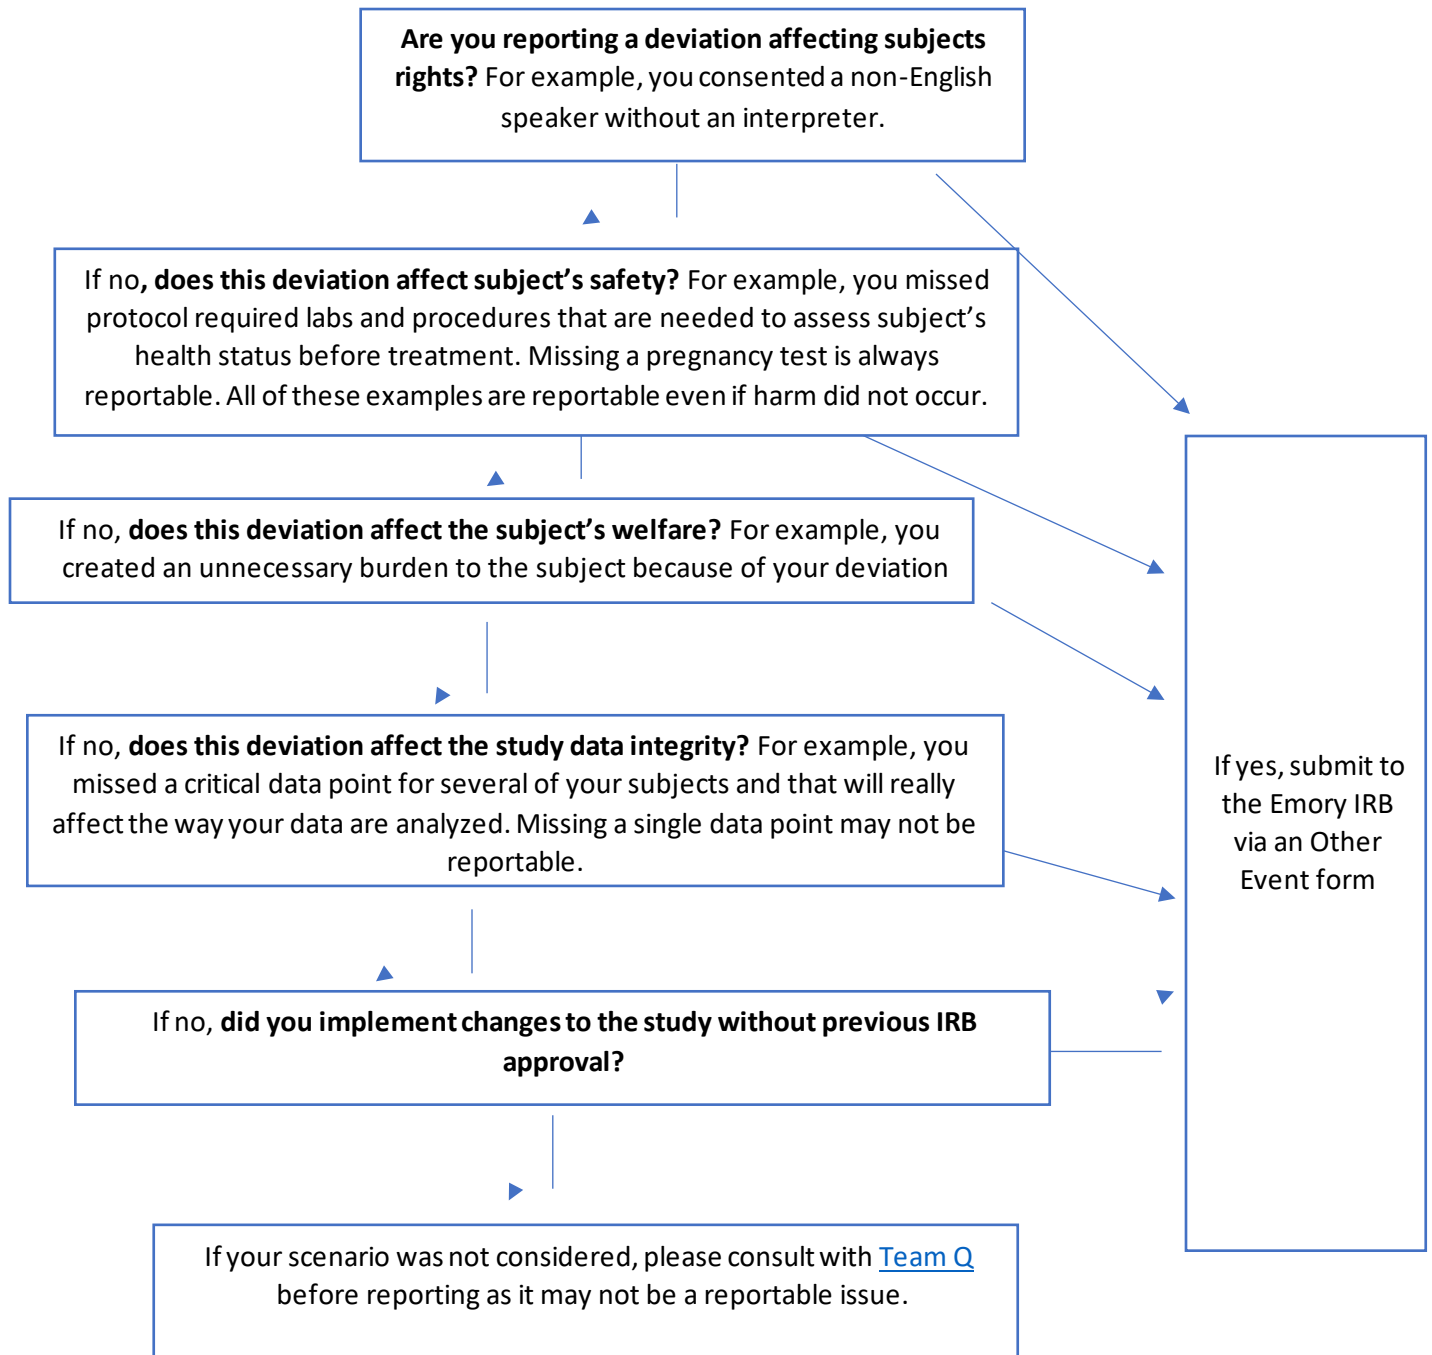 Are you reporting a deviation affecting subjects
rights? For example, you consented a non-English
speaker without an interpreter.
If no, does this deviation affect subject’s safety? For example, you missed
protocol required labs and procedures that are needed to assess subject’s
health status before treatment. Missing a pregnancy test is always
reportable. All of these examples are reportable even if harm did not occur.
If no, does this deviation affect the subject’s welfare? For example, you
created an unnecessary burden to the subject because of your deviation
If no, does this deviation affect the study data integrity? For example, you
missed a critical data point for several of your subjects and that will really
affect the way your data are analyzed. Missing a single data point may not be
reportable.
If yes, submit to
the Emory IRB
via an Other
Event form
If no, did you implement changes to the study without previous IRB
approval?
If your scenario was not considered, please consult with Team Q
before reporting as it may not be a reportable issue.